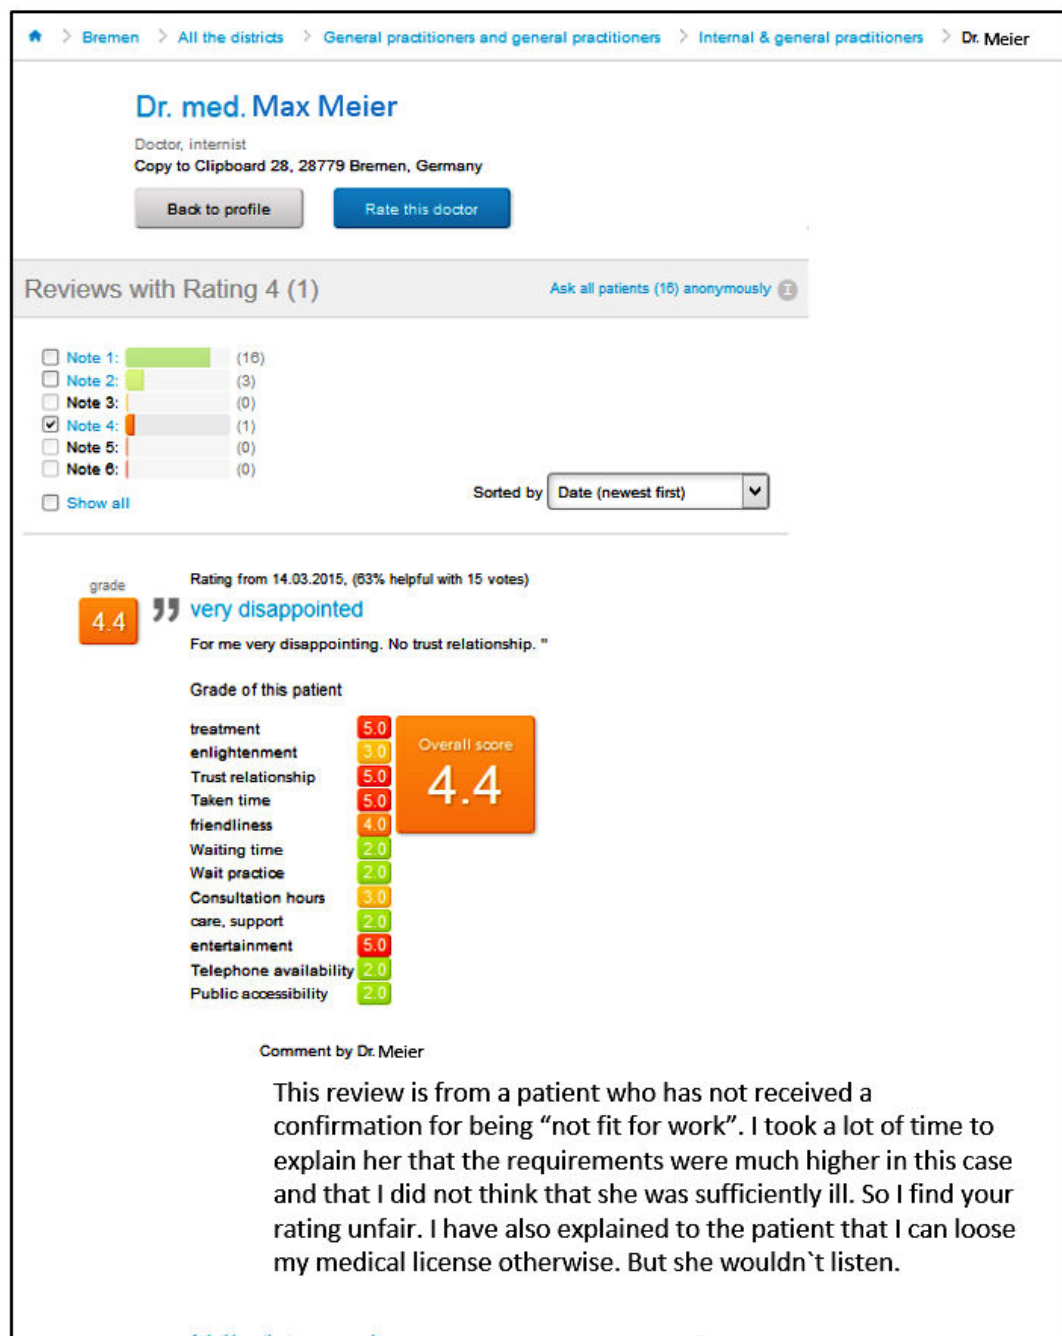 Bremen > All the districts > General practitioners and general practitioners > Internal & general practitioners > Dr. Meier
Dr. med. Max Meier
Doctor, internist
Copy to Clipboard 28, 28779 Bremen, Germany
Back to profile Rate this doctor
Reviews with Rating 4 (1) Ask all patients (16) anonymously I
Note 1: (16)
Note 2: (3)
Note 3: (0)
Note 4: (1)
Note 5: (0)
Note 6: (0)
Show all
Sorted by Date (newest first)
grade
4.4
Rating from 14.03.2015, (63% helpful with 15 votes)
" very disappointed
For me very disappointing. No trust relationship. "
Grade of this patient
treatment 5.0
enlightenment 3.0
Trust relationship 5.0
Taken time 5.0
friendliness 4.0
Waiting time 2.0
Wait practice 2.0
Consultation hours 3.0
care, support 2.0
entertainment 5.0
Telephone availability 2.0
Public accessibility 2.0
Overall score
4.4
Comment by Dr. Meier
This review is from a patient who has not received a
confirmation for being “not fit for work”. I took a lot of time to
explain her that the requirements were much higher in this case
and that I did not think that she was sufficiently ill. So I find your
rating unfair. I have also explained to the patient that I can loose
my medical license otherwise. But she wouldn`t listen.